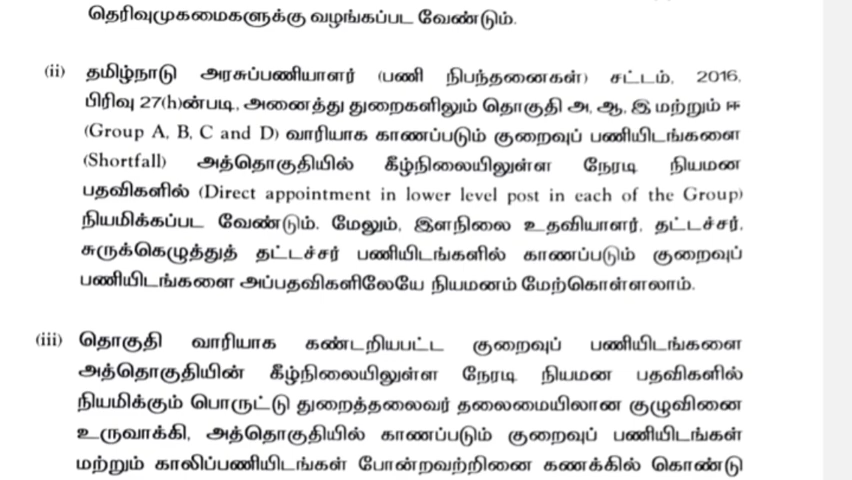 தெரிவுமுகமைகளுக்கு வழங்கப்பட வேண்டும்.
(ii) தமிழ்நாடு அரசுப்பணியாளர் (பணி நிபந்தனைகள்) சட்டம், 2016,
பிரிவு 27(h)ன்படி, அனைத்து துறைகளிலும் தொகுதி அ, ஆ, இ மற்றும் ஈ
(Group A, B, C and D) வாரியாக காணப்படும் குறைவுப் பணியிடங்களை
(Shortfall) அத்தொகுதியில் கீழ்நிலையிலுள்ள நேரடி நியமன
பதவிகளில் (Direct appointment in lower level post in each of the Group)
நியமிக்கப்பட வேண்டும். மேலும், இளநிலை உதவியாளர், தட்டச்சர்,
சுருக்கெழுத்துத் தட்டச்சர் பணியிடங்களில் காணப்படும் குறைவுப்
பணியிடங்களை அப்பதவிகளிலேயே நியமனம் மேற்கொள்ளலாம்.
(iii) தொகுதி வாரியாக கண்டறியபட்ட குறைவுப் பணியிடங்களை
அத்தொகுதியின் கீழ்நிலையிலுள்ள நேரடி நியமன பதவிகளில்
நியமிக்கும் பொருட்டு துறைத்தலைவர் தலைமையிலான குழுவினை
உருவாக்கி, அத்தொகுதியில் காணப்படும் குறைவுப் பணியிடங்கள்
மற்றும் காலிப்பணியிடங்கள் போன்றவற்றினை கணக்கில் கொண்டு